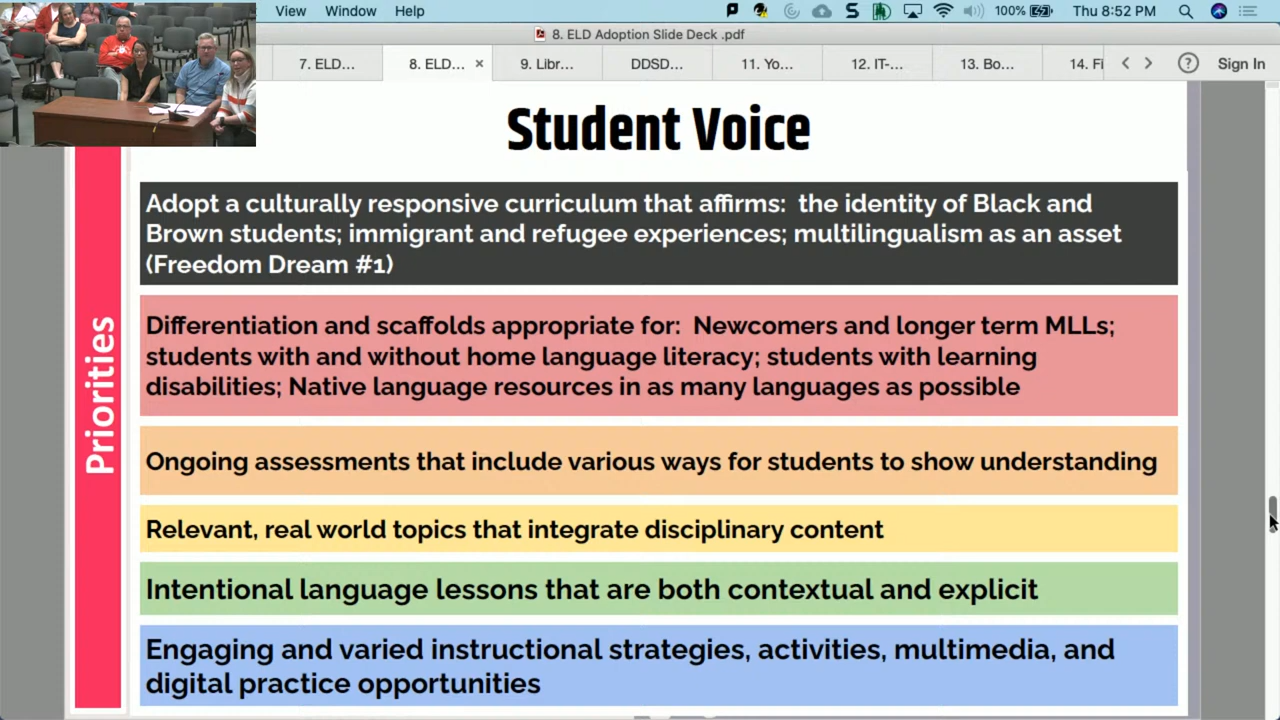 View Window Help 100% Thu 8:52 PM
8. ELD Adoption Slide Deck .pdf
7. ELD... 8. ELD... × 9. Libr... DDSD... 11. Yo... 12. IT-... 13. Bo... 14. Fi ? Sign In
Student Voice
Priorities
Adopt a culturally responsive curriculum that affirms: the identity of Black and
Brown students; immigrant and refugee experiences; multilingualism as an asset
(Freedom Dream #1)
Differentiation and scaffolds appropriate for: Newcomers and longer term MLLs;
students with and without home language literacy; students with learning
disabilities; Native language resources in as many languages as possible
Ongoing assessments that include various ways for students to show understanding
Relevant, real world topics that integrate disciplinary content
Intentional language lessons that are both contextual and explicit
Engaging and varied instructional strategies, activities, multimedia, and
digital practice opportunities